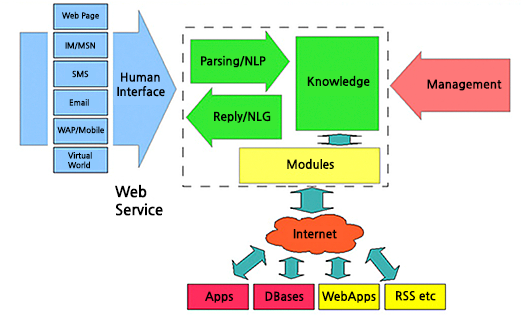 Web Page
IM/MSN
SMS
Email
WAP/Mobile
Virtual
World
Human
Interface
Web
Service
Parsing/NLP
Reply/NLG
Knowledge
Modules
Management
Internet
Apps
DBases
WebApps
RSS etc